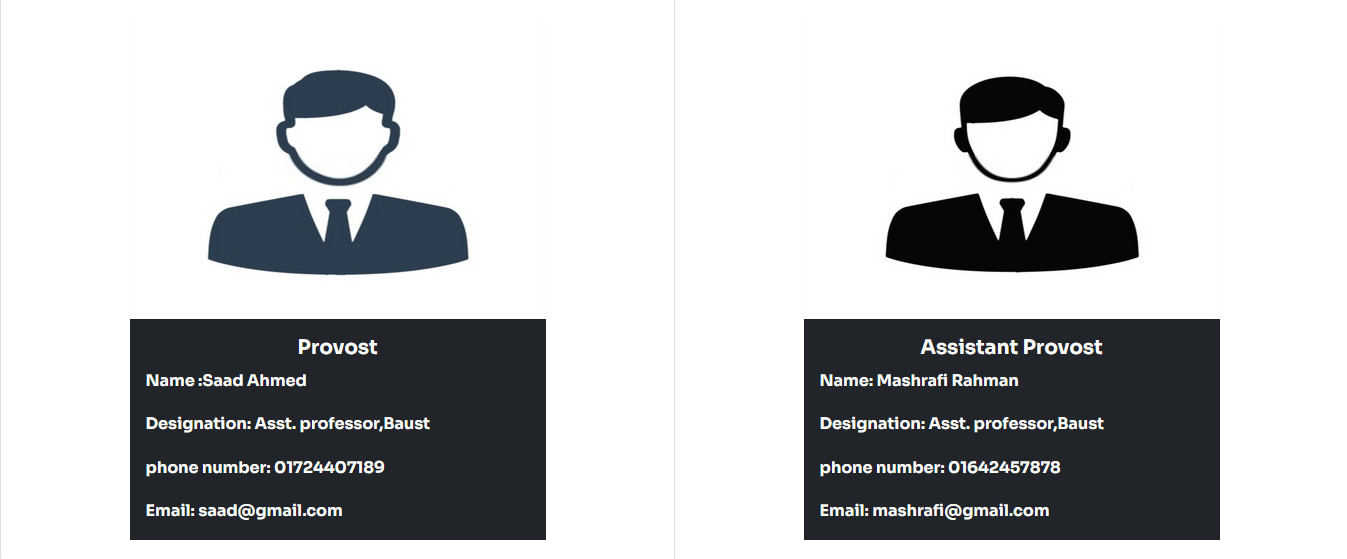 Provost
Name :Saad Ahmed
Designation: Asst. professor,Baust
phone number: 01724407189
Email: saad@gmail.com
Assistant Provost
Name: Mashrafi Rahman
Designation: Asst. professor,Baust
phone number: 01642457878
Email: mashrafi@gmail.com